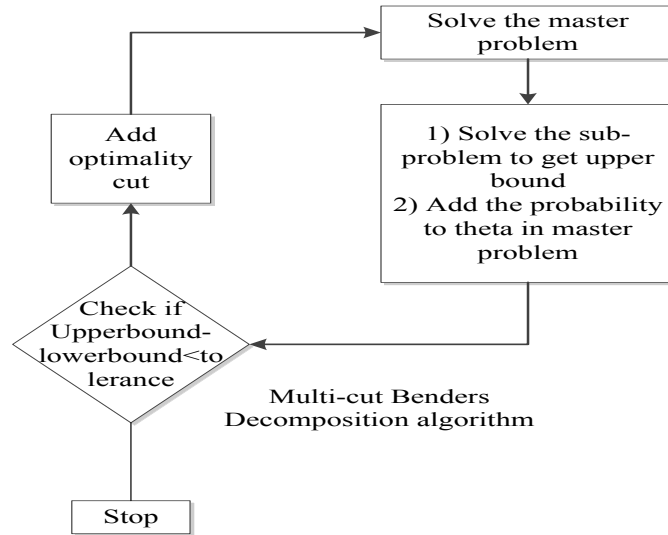 Solve the master
problem
1) Solve the sub-
problem to get upper
bound
2) Add the probability
to theta in master
problem
Add
optimality
cut
Check if
Upperbound-
lowerbound<to
lerance
Multi-cut Benders
Decomposition algorithm
Stop